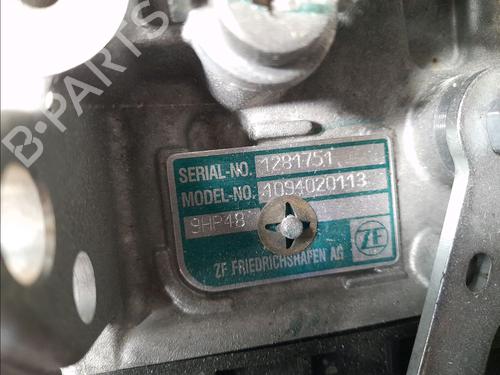 B-PARTS
SERIAL-NO. 1281751
MODEL-NO. 1094020113
9HP48
ZF
ZF FRIEDRICHSHAFEN AG